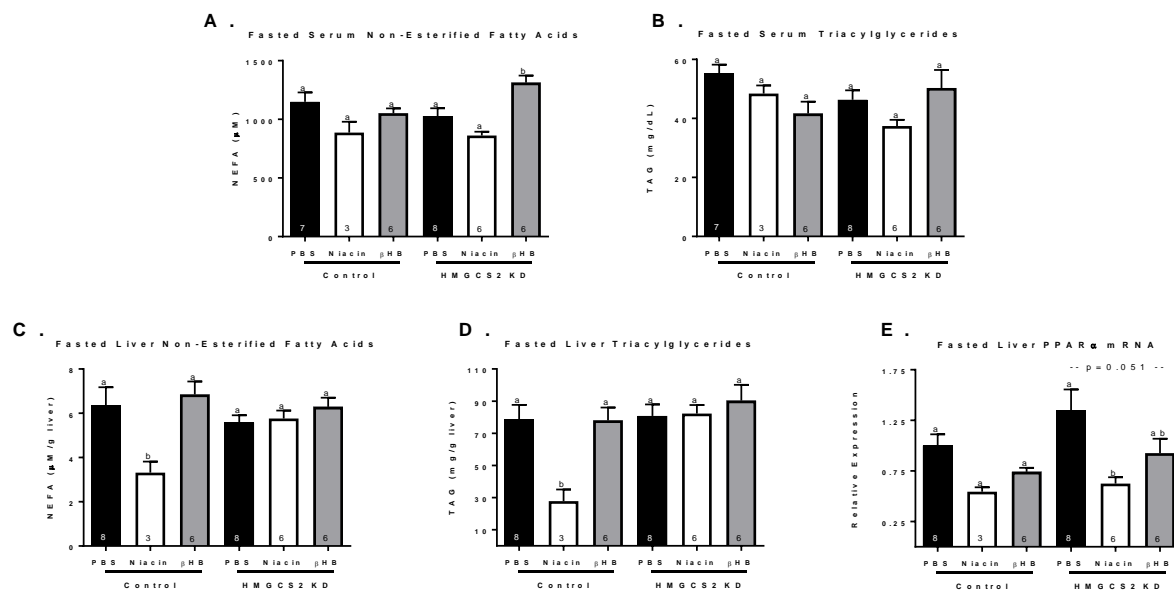 A.
Fasted Serum Non-Esterified Fatty Acids
NEFA (µM)
1500
1000
500
0
a
a
a
a
a
b
7
3
6
8
6
6
PBS Niacin βHB PBS Niacin βHB
Control HMGCS2 KD
B.
Fasted Serum Triacylglycerides
TAG (mg/dL)
60
40
20
0
a
a
a
a
a
a
7
3
6
8
6
6
PBS Niacin βHB PBS Niacin βHB
Control HMGCS2 KD
C.
Fasted Liver Non-Esterified Fatty Acids
NEFA (µM/g liver)
8
6
4
2
0
a
b
a
a
a
a
8
3
6
8
6
6
PBS Niacin βHB PBS Niacin βHB
Control HMGCS2 KD
D.
Fasted Liver Triacylglycerides
TAG (mg/g liver)
110
90
70
50
30
10
a
b
a
a
a
a
8
3
6
8
6
6
PBS Niacin βHB PBS Niacin βHB
Control HMGCS2 KD
E.
Fasted Liver PPARα mRNA
-- p=0.051 --
Relative Expression
1.75
1.25
0.75
0.25
a
a
a
a
b
ab
8
3
6
8
6
6
PBS Niacin βHB PBS Niacin βHB
Control HMGCS2 KD